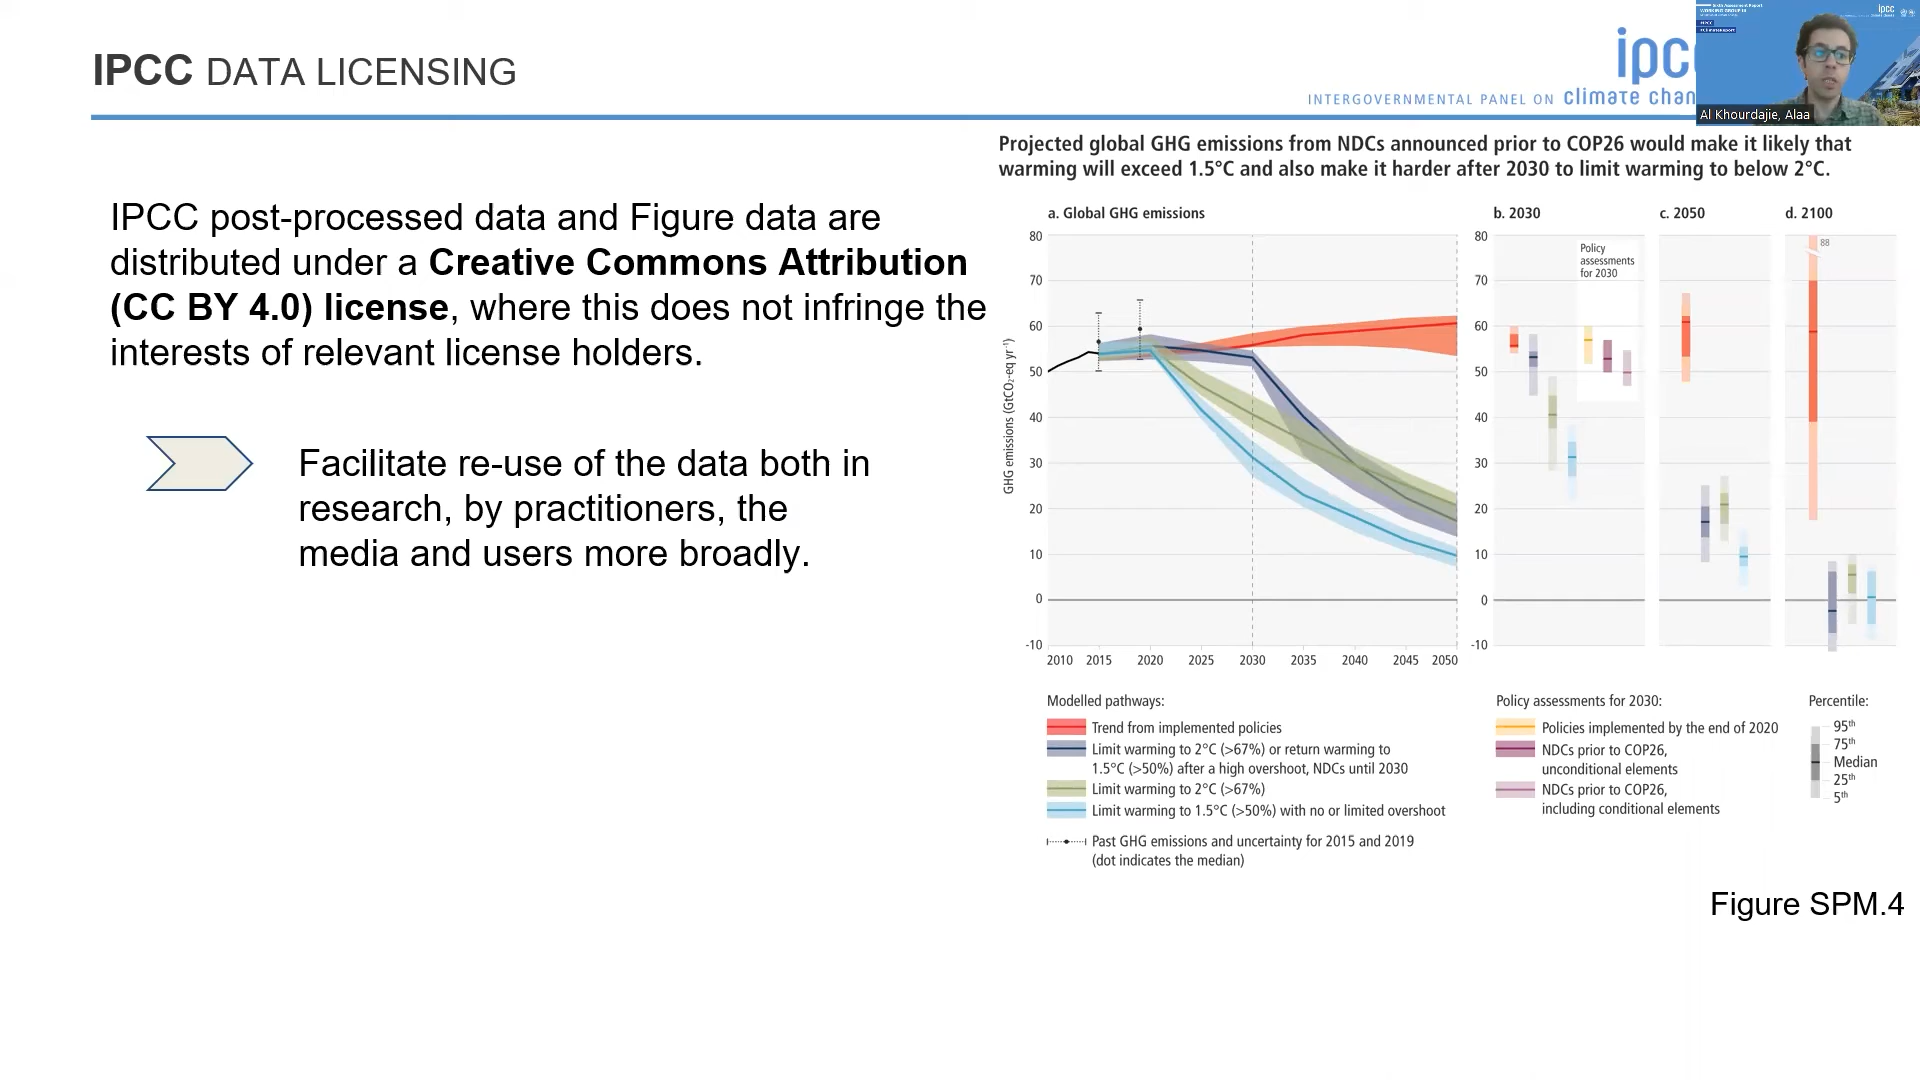 IPCC DATA LICENSING
ipcc
INTERGOVERNMENTAL PANEL ON climate chan
Al Khourdajie, Alaa
IPCC post-processed data and Figure data are
distributed under a Creative Commons Attribution
(CC BY 4.0) license, where this does not infringe the
interests of relevant license holders.
Facilitate re-use of the data both in
research, by practitioners, the
media and users more broadly.
Projected global GHG emissions from NDCs announced prior to COP26 would make it likely that
warming will exceed 1.5°C and also make it harder after 2030 to limit warming to below 2°C.
a. Global GHG emissions
b. 2030
c. 2050
d. 2100
GHG emissions (GtCO₂-eq yr⁻¹)
80
70
60
50
40
30
20
10
0
-10
2010 2015 2020 2025 2030 2035 2040 2045 2050
80
70
60
50
40
30
20
10
0
-10
Policy
assessments
for 2030
88
Modelled pathways:
Trend from implemented policies
Limit warming to 2°C (>67%) or return warming to
1.5°C (>50%) after a high overshoot, NDCs until 2030
Limit warming to 2°C (>67%)
Limit warming to 1.5°C (>50%) with no or limited overshoot
Past GHG emissions and uncertainty for 2015 and 2019
(dot indicates the median)
Policy assessments for 2030:
Policies implemented by the end of 2020
NDCs prior to COP26,
unconditional elements
NDCs prior to COP26,
including conditional elements
Percentile:
95th
75th
Median
25th
5th
Figure SPM.4